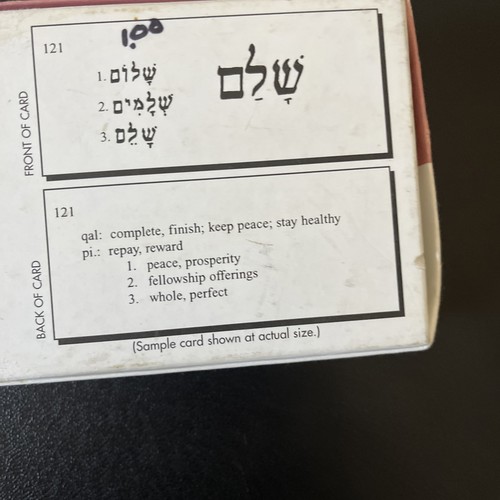 121
1.00
שָׁלַם
1. שָׁלוֹם
2. שְׁלָמִים
3. שָׁלֵם
FRONT OF CARD
121
qal: complete, finish; keep peace; stay healthy
pi.: repay, reward
1. peace, prosperity
2. fellowship offerings
3. whole, perfect
BACK OF CARD
(Sample card shown at actual size.)